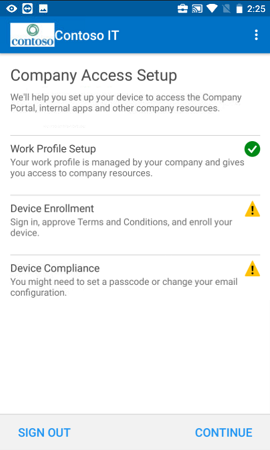 2:25
contoso
Contoso IT
Company Access Setup
We'll help you set up your device to access the Company
Portal, internal apps and other company resources.
Work Profile Setup
Your work profile is managed by your company and gives
you access to company resources.
Device Enrollment
Sign in, approve Terms and Conditions, and enroll your
device.
Device Compliance
You might need to set a passcode or change your email
configuration.
SIGN OUT
CONTINUE